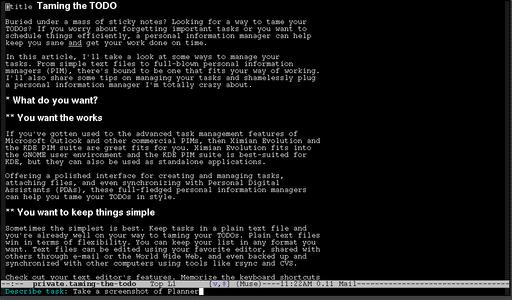 #title Taming the TODO
Buried under a mass of sticky notes? Looking for a way to tame your
TODOs? If you worry about forgetting important tasks or you want to
schedule things efficiently, a personal information manager can help
keep you sane and get your work done on time.
In this article, I'll take a look at some ways to manage your
tasks. From simple text files to full-blown personal information
managers (PIM), there's bound to be one that fits your way of working.
I'll also share some tips on managing your tasks and shamelessly plug
a personal information manager I'm totally crazy about.
* What do you want?
** You want the works
If you've gotten used to the advanced task management features of
Microsoft Outlook and other commercial PIMs, then Ximian Evolution and
the KDE PIM suite are great fits for you. Ximian Evolution fits into
the GNOME user environment and the KDE PIM suite is best-suited for
KDE, but they can also be used as standalone applications.
Offering a polished interface for creating and managing tasks,
attaching files, and even synchronizing with Personal Digital
Assistants (PDAs), these full-fledged personal information managers
can help you tame your TODOs in style.
** You want to keep things simple
Sometimes the simplest is best. Keep tasks in a plain text file and
you're already well on your way to taming your TODOs. Plain text files
win in terms of flexibility. You can keep your list in any format you
want. Text files can be edited using your favorite editor, shared with
others through e-mail or the World Wide Web, and even backed up and
synchronized with other computers using tools like rsync and CVS.
Check out your text editor's features. Memorize the keyboard shortcuts
--:-- private.taming-the-todo Top L1 (Muse)----11:22AM 0.11 Mail
Describe task: Take a screenshot of Planner